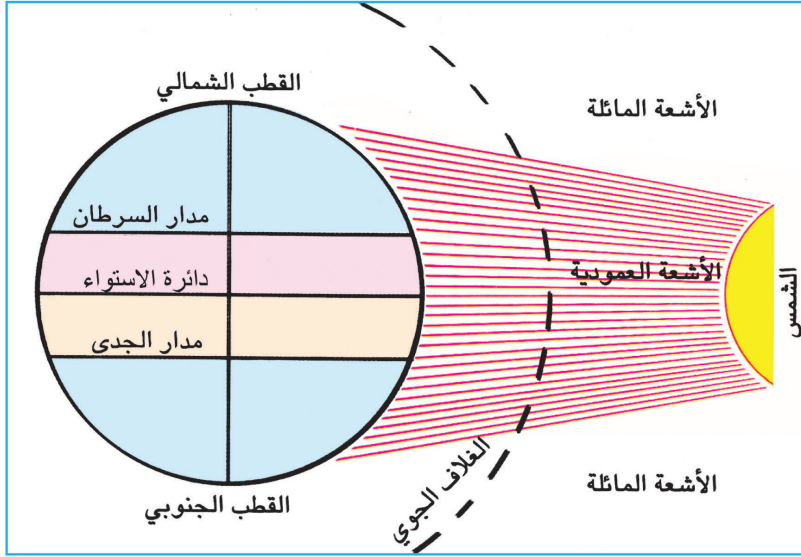 القطب الشمالي
الأشعة المائلة
مدار السرطان
دائرة الاستواء
الأشعة العمودية
الشمس
مدار الجدى
الغلاف الجوي
الأشعة المائلة
القطب الجنوبي